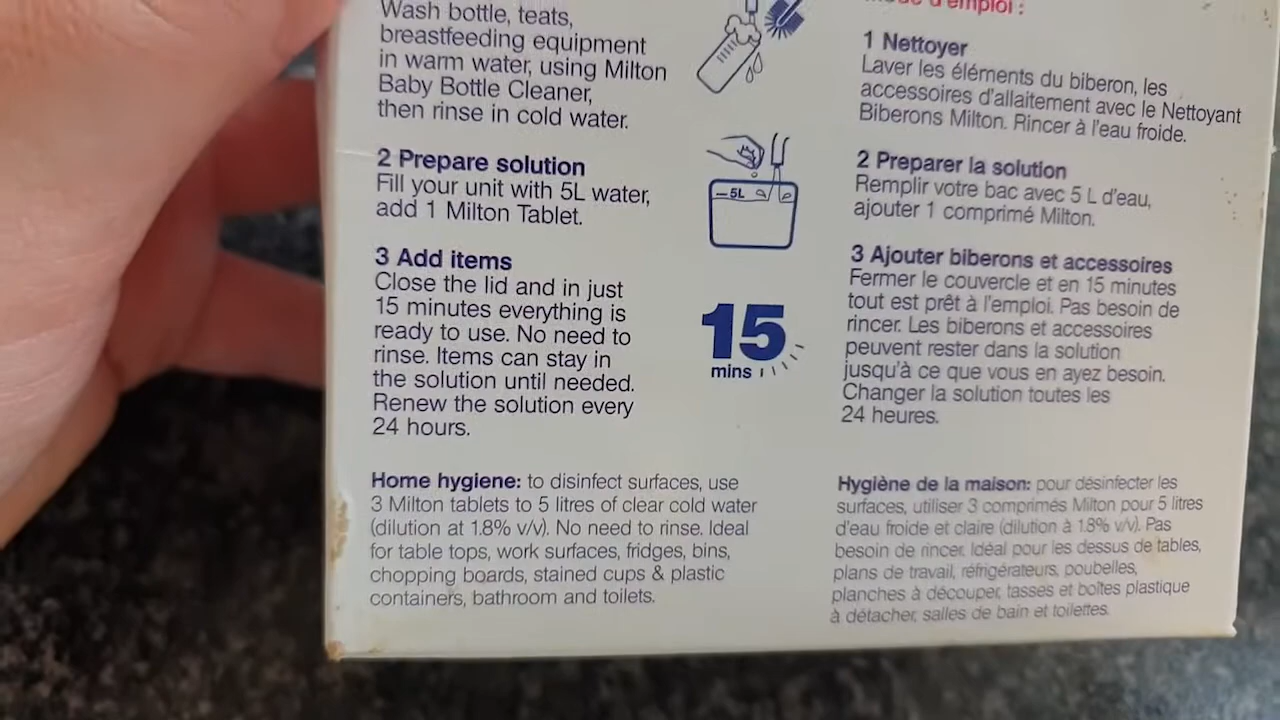 Wash bottle, teats,
breastfeeding equipment
in warm water, using Milton
Baby Bottle Cleaner,
then rinse in cold water.
2 Prepare solution
Fill your unit with 5L water,
add 1 Milton Tablet.
3 Add items
Close the lid and in just
15 minutes everything is
ready to use. No need to
rinse. Items can stay in
the solution until needed.
Renew the solution every
24 hours.
Home hygiene: to disinfect surfaces, use
3 Milton tablets to 5 litres of clear cold water
(dilution at 1.8% v/v). No need to rinse. Ideal
for table tops, work surfaces, fridges, bins,
chopping boards, stained cups & plastic
containers, bathroom and toilets.
5L
15
mins
d'emploi :
1 Nettoyer
Laver les éléments du biberon, les
accessoires d'allaitement avec le Nettoyant
Biberons Milton. Rincer à l'eau froide.
2 Preparer la solution
Remplir votre bac avec 5 L d'eau,
ajouter 1 comprimé Milton.
3 Ajouter biberons et accessoires
Fermer le couvercle et en 15 minutes
tout est prêt à l'emploi. Pas besoin de
rincer. Les biberons et accessoires
peuvent rester dans la solution
jusqu'à ce que vous en ayez besoin.
Changer la solution toutes les
24 heures.
Hygiène de la maison: pour désinfecter les
surfaces, utiliser 3 comprimés Milton pour 5 litres
d'eau froide et claire (dilution à 1.8% v/v). Pas
besoin de rincer. Idéal pour les dessus de tables,
plans de travail, réfrigérateurs, poubelles,
planches à découper, tasses et boîtes plastique
à détacher, salles de bain et toilettes.